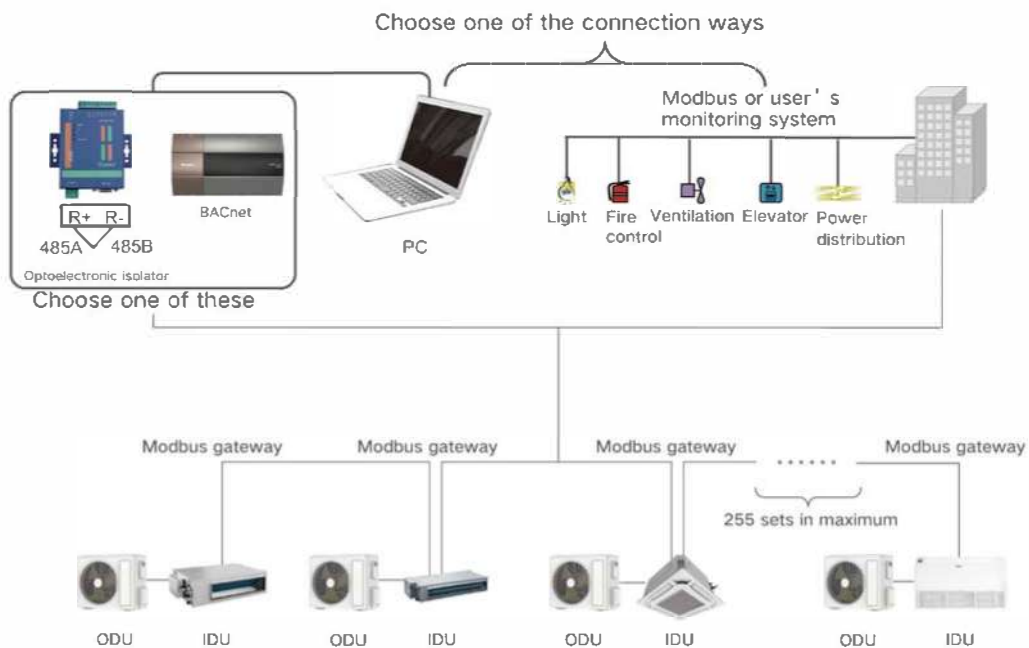 Choose one of the connection ways
Modbus or user's
monitoring system
R+ R-
485A 485B
BACnet
Optoelectronic isolator
Choose one of these
PC
Light
Fire
control
Ventilation
Elevator
Power
distribution
Modbus gateway
Modbus gateway
Modbus gateway
Modbus gateway
......
255 sets in maximum
ODU
IDU
ODU
IDU
ODU
IDU
ODU
IDU